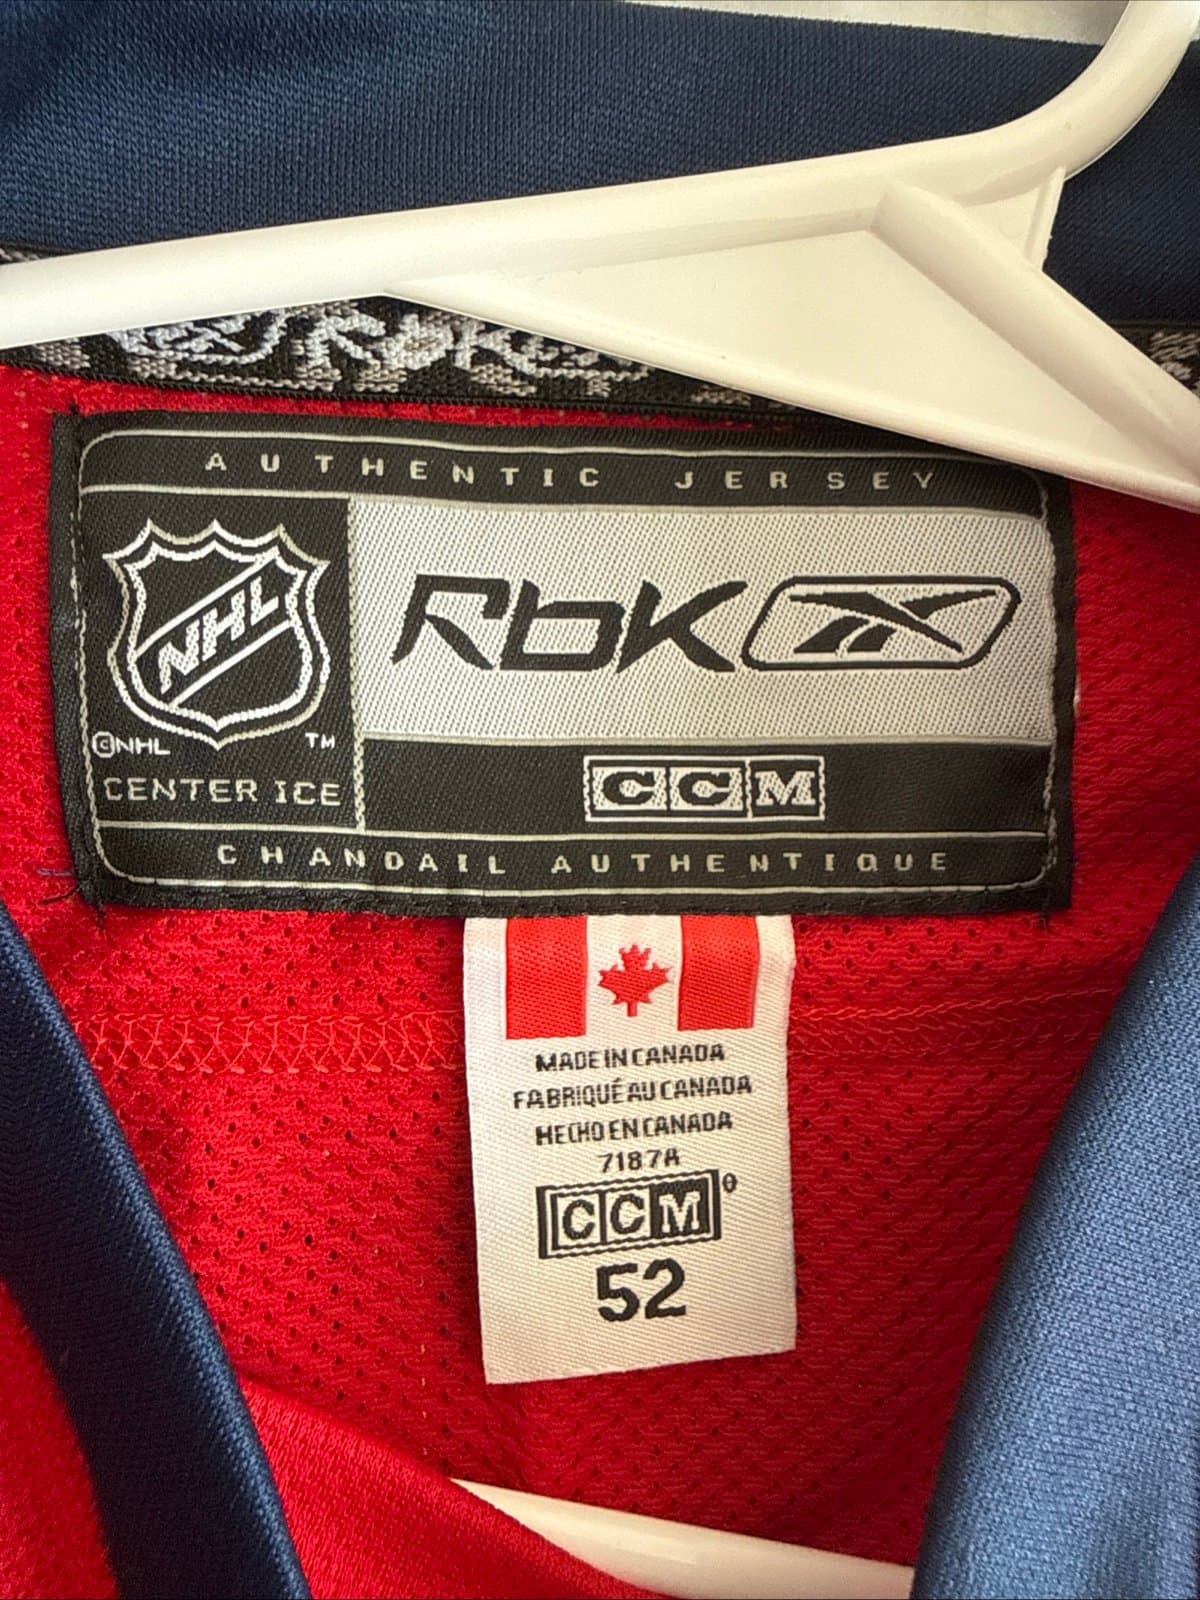 Rbk
AUTHENTIC JERSEY
NHL
Rbk
©NHL TM
CENTER ICE
CCM
CHANDAIL AUTHENTIQUE
MADE IN CANADA
FABRIQUÉ AU CANADA
HECHO EN CANADA
7187A
CCM®
52